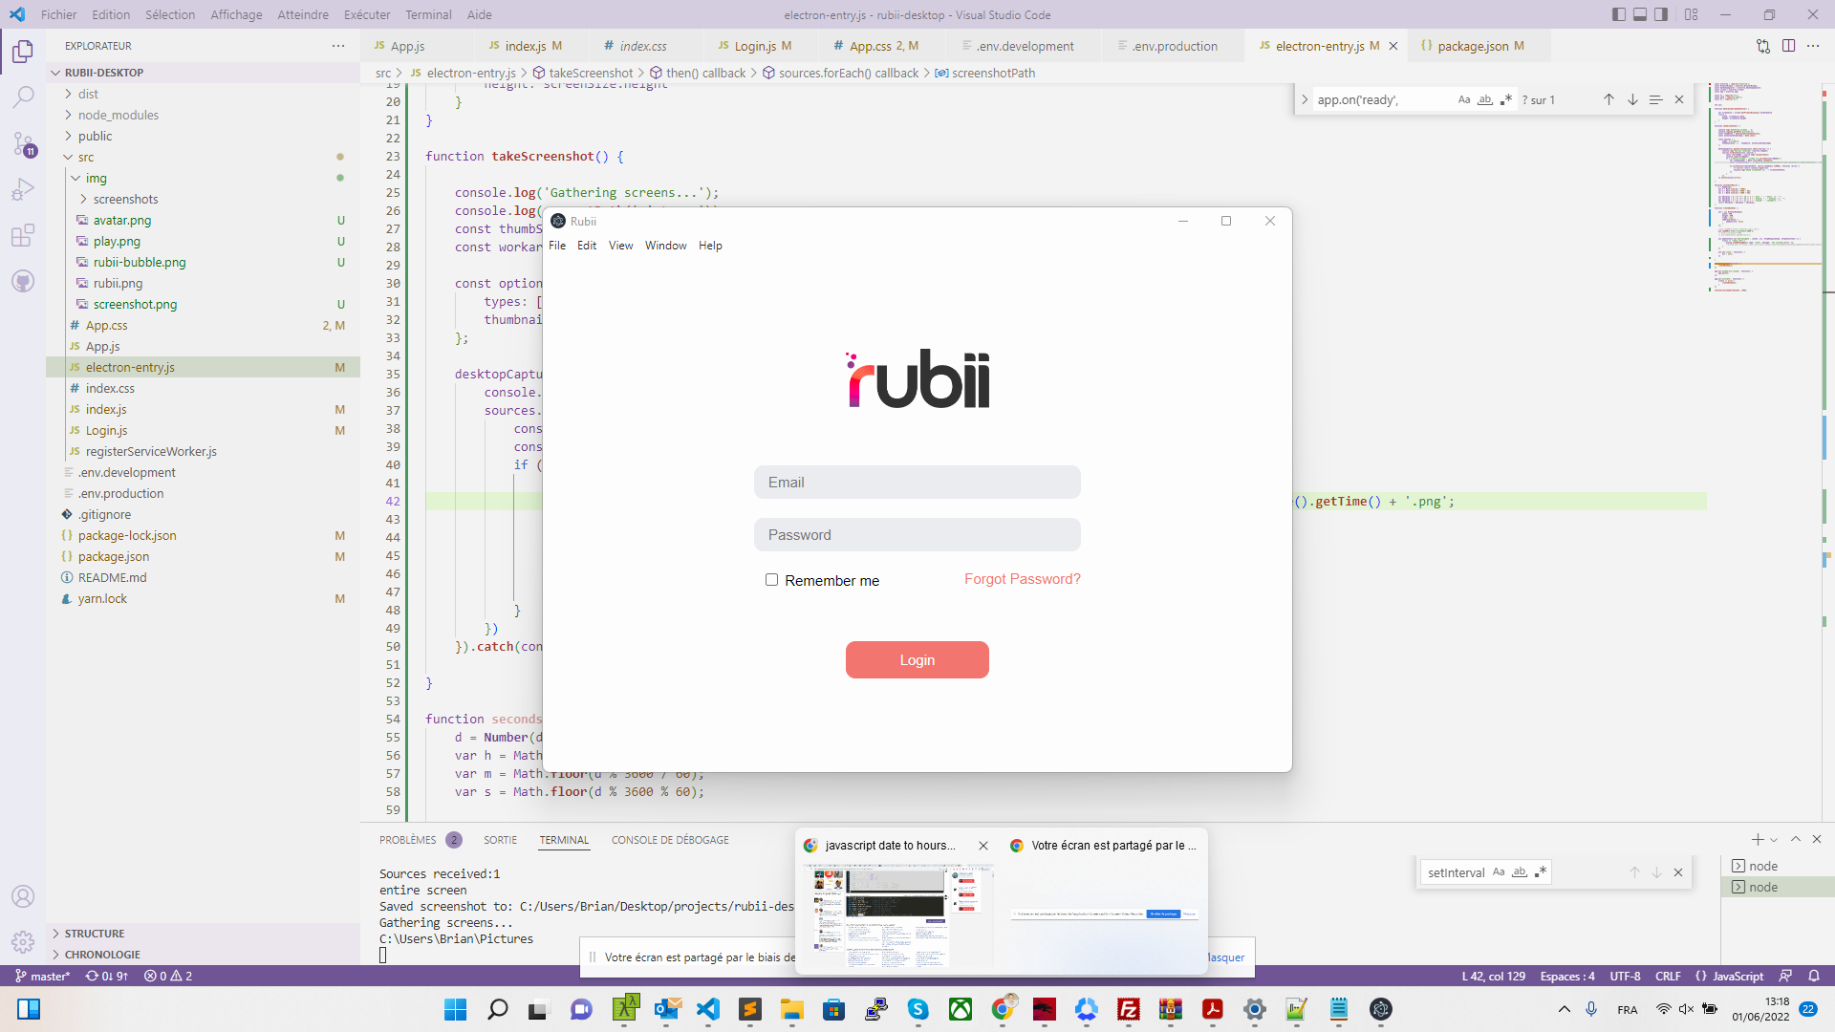 Fichier Edition Sélection Affichage Atteindre Exécuter Terminal Aide
electron-entry.js - rubii-desktop - Visual Studio Code
EXPLORATEUR
App.js
index.js M
index.css
Login.js M
App.css 2, M
.env.development
.env.production
electron-entry.js M
package.json M
src > electron-entry.js > takeScreenshot > then() callback > sources.forEach() callback > screenshotPath
app.on('ready',
? sur 1
RUBII-DESKTOP
dist
node_modules
public
src
img
screenshots
avatar.png U
play.png U
rubii-bubble.png U
rubii.png
screenshot.png U
App.css 2, M
App.js
electron-entry.js M
index.css
index.js M
Login.js M
registerServiceWorker.js
.env.development
.env.production
.gitignore
package-lock.json M
package.json M
README.md
yarn.lock M
STRUCTURE
CHRONOLOGIE
11
19 height: screenSize.height
20 }
21 }
22
23 function takeScreenshot() {
24
25 console.log('Gathering screens...');
26 console.log(
27 const thumbS
28 const workar
29
30 const option
31 types: [
32 thumbnai
33 };
34
35 desktopCaptu
36 console.
37 sources.
38 cons
39 cons
40 if (
41
42 e().getTime() + '.png';
43
44
45
46
47
48 }
49 })
50 }).catch(con
51
52 }
53
54 function seconds
55 d = Number(d
56 var h = Math
57 var m = Math.floor(d % 3600 / 60);
58 var s = Math.floor(d % 3600 % 60);
59
Rubii
File Edit View Window Help
rubii
Email
Password
Remember me
Forgot Password?
Login
PROBLÈMES 2 SORTIE TERMINAL CONSOLE DE DÉBOGAGE
Sources received:1
entire screen
Saved screenshot to: C:/Users/Brian/Desktop/projects/rubii-des
Gathering screens...
C:\Users\Brian\Pictures
javascript date to hours...
Votre écran est partagé par le ...
Votre écran est partagé par le biais de
Masquer
setInterval
node
node
master* 0↓ 9↑ 0 2
L 42, col 129 Espaces : 4 UTF-8 CRLF JavaScript
FRA
13:18
01/06/2022
22